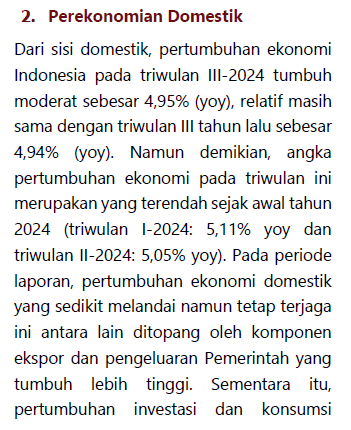 2. Perekonomian Domestik
Dari sisi domestik, pertumbuhan ekonomi
Indonesia pada triwulan III-2024 tumbuh
moderat sebesar 4,95% (yoy), relatif masih
sama dengan triwulan III tahun lalu sebesar
4,94% (yoy). Namun demikian, angka
pertumbuhan ekonomi pada triwulan ini
merupakan yang terendah sejak awal tahun
2024 (triwulan I-2024: 5,11% yoy dan
triwulan II-2024: 5,05% yoy). Pada periode
laporan, pertumbuhan ekonomi domestik
yang sedikit melandai namun tetap terjaga
ini antara lain ditopang oleh komponen
ekspor dan pengeluaran Pemerintah yang
tumbuh lebih tinggi. Sementara itu,
pertumbuhan investasi dan konsumsi